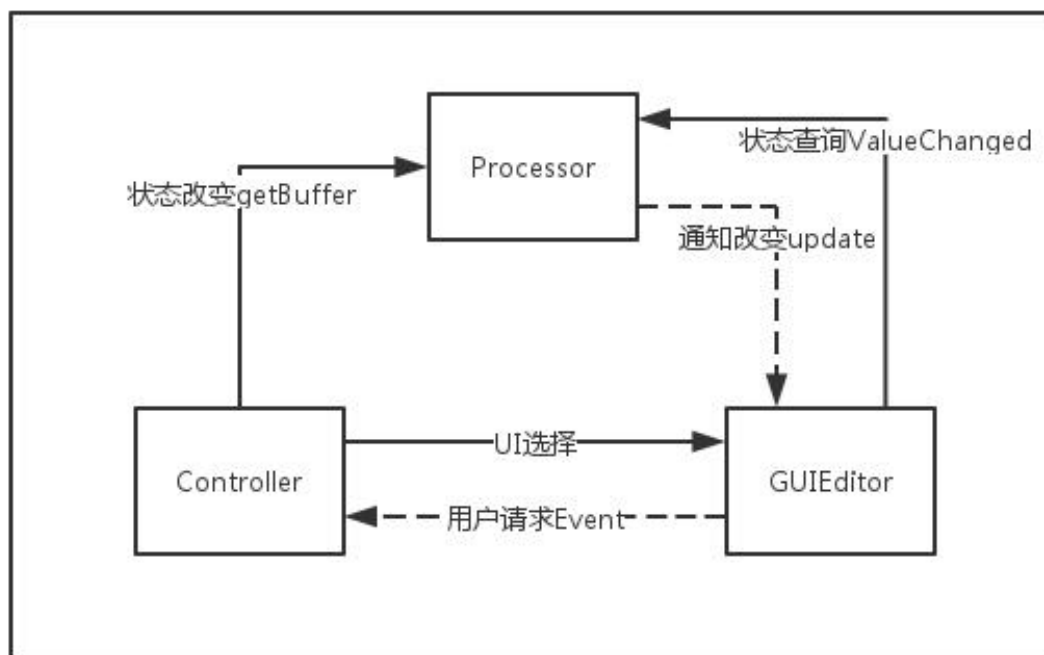 Processor
状态查询ValueChanged
状态改变getBuffer
通知改变update
UI选择
Controller
GUIEditor
用户请求Event